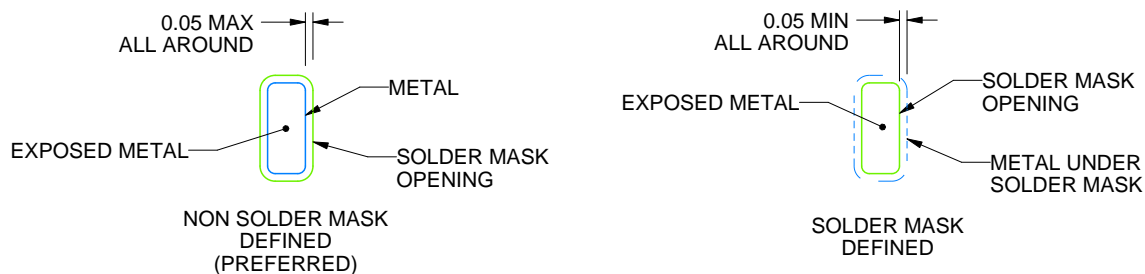 0.05 MAX
ALL AROUND
METAL
EXPOSED METAL
SOLDER MASK
OPENING
NON SOLDER MASK
DEFINED
(PREFERRED)
0.05 MIN
ALL AROUND
SOLDER MASK
OPENING
EXPOSED METAL
METAL UNDER
SOLDER MASK
SOLDER MASK
DEFINED